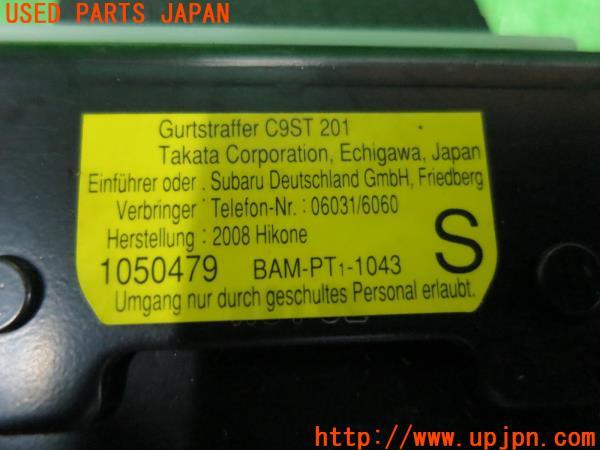 USED PARTS JAPAN
Gurtstraffer C9ST 201
Takata Corporation, Echigawa, Japan
Einführer oder . Subaru Deutschland GmbH, Friedberg
Verbringer : Telefon-Nr. : 06031/6060
Herstellung : 2008 Hikone
1050479 BAM-PT1-1043 S
Umgang nur durch geschultes Personal erlaubt.
UPJ http://www.upjpn.com/